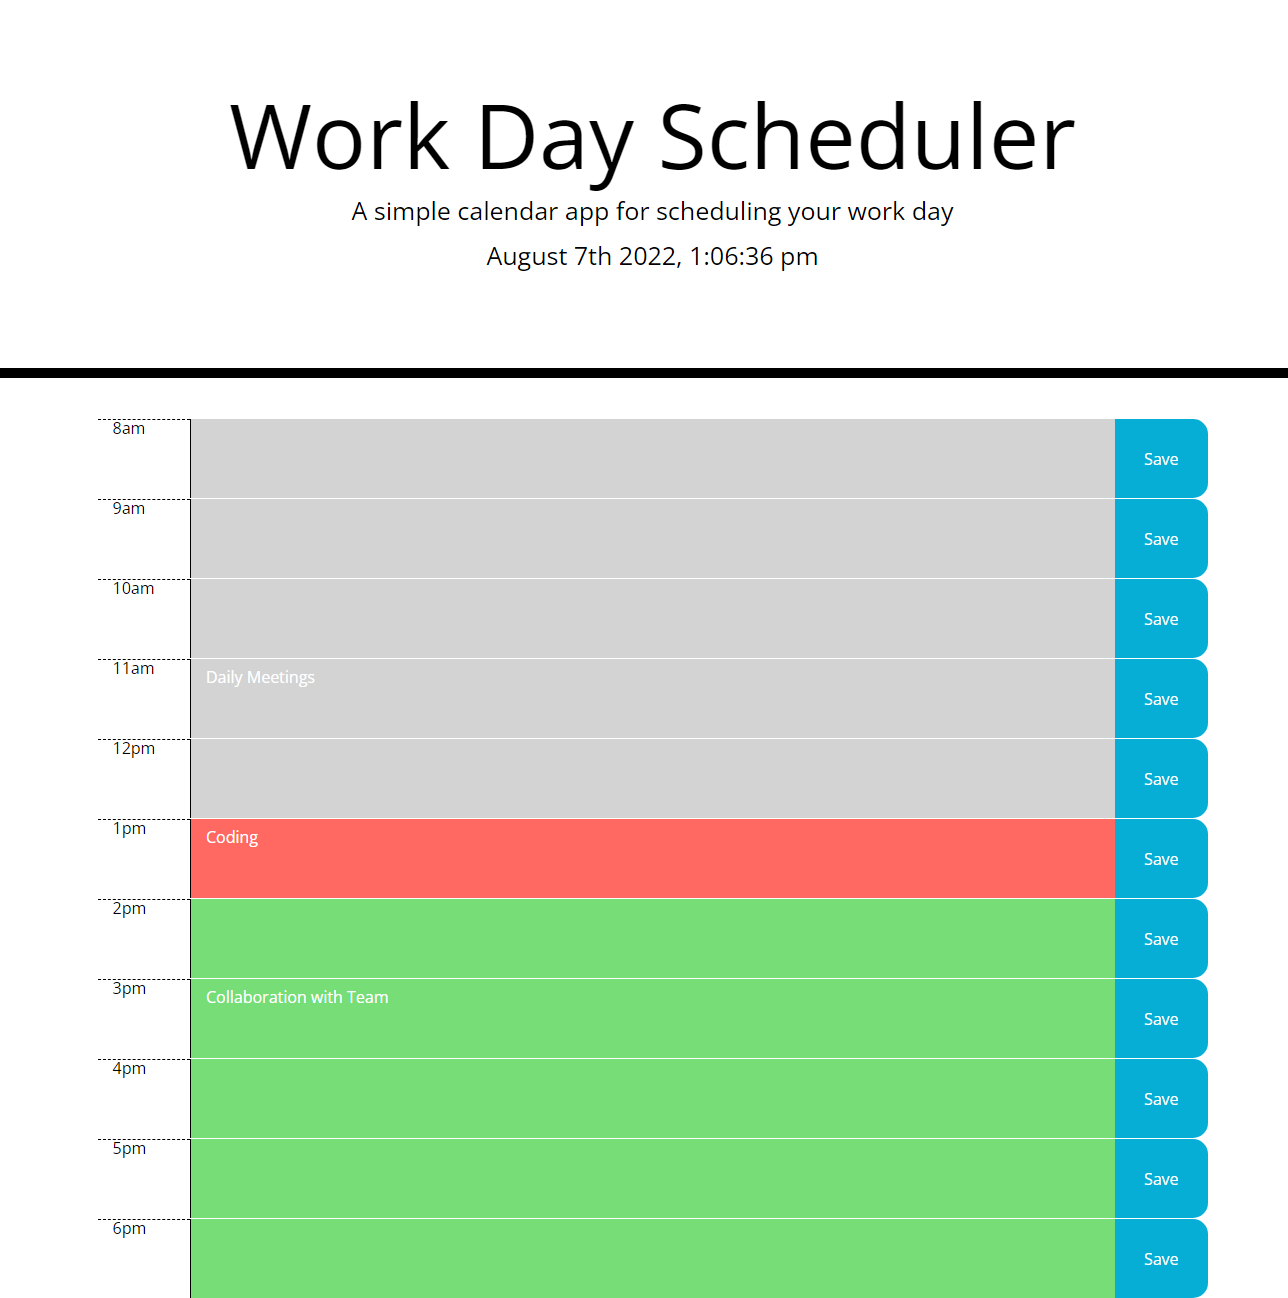 Work Day Scheduler
A simple calendar app for scheduling your work day
August 7th 2022, 1:06:36 pm
8am
Save
9am
Save
10am
Save
11am
Daily Meetings
Save
12pm
Save
1pm
Coding
Save
2pm
Save
3pm
Collaboration with Team
Save
4pm
Save
5pm
Save
6pm
Save